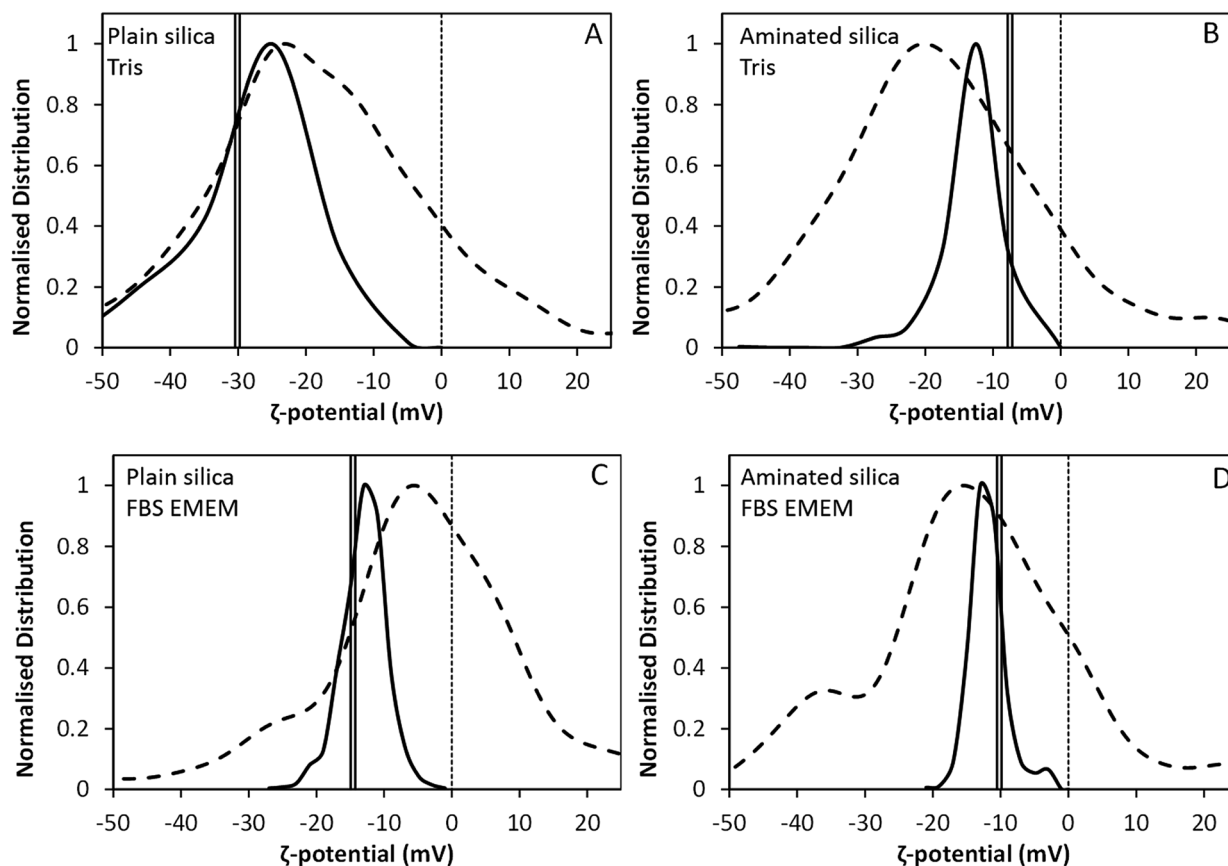 Plain silica
Tris
A
Normalised Distribution
1
0.8
0.6
0.4
0.2
0
-50 -40 -30 -20 -10 0 10 20
ζ-potential (mV)
Aminated silica
Tris
B
Normalised Distribution
1
0.8
0.6
0.4
0.2
0
-50 -40 -30 -20 -10 0 10 20
ζ-potential (mV)
Plain silica
FBS EMEM
C
Normalised Distribution
1
0.8
0.6
0.4
0.2
0
-50 -40 -30 -20 -10 0 10 20
ζ-potential (mV)
Aminated silica
FBS EMEM
D
Normalised Distribution
1
0.8
0.6
0.4
0.2
0
-50 -40 -30 -20 -10 0 10 20
ζ-potential (mV)